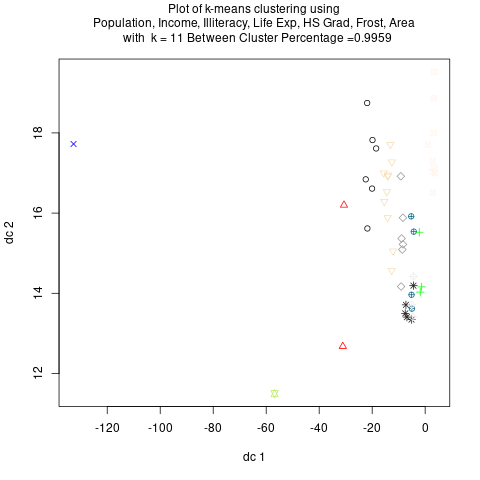 Plot of k-means clustering using
Population, Income, Illiteracy, Life Exp, HS Grad, Frost, Area
with k = 11 Between Cluster Percentage =0.9959
18
16
14
12
dc 2
-120 -100 -80 -60 -40 -20 0
dc 1